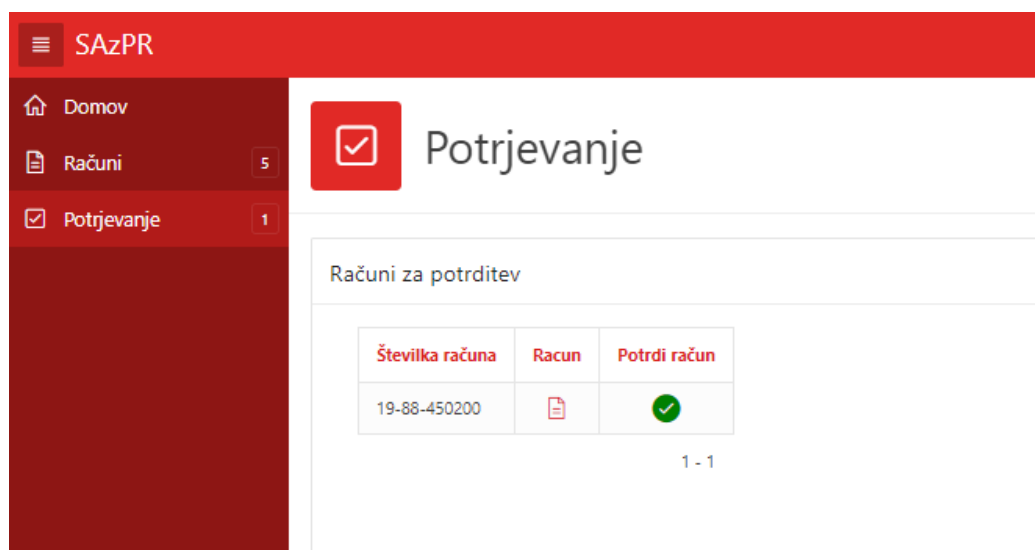 SAzPR
Domov
Računi 5
Potrjevanje 1
Potrjevanje
Računi za potrditev
Številka računa Racun Potrdi račun
19-88-450200
1 - 1